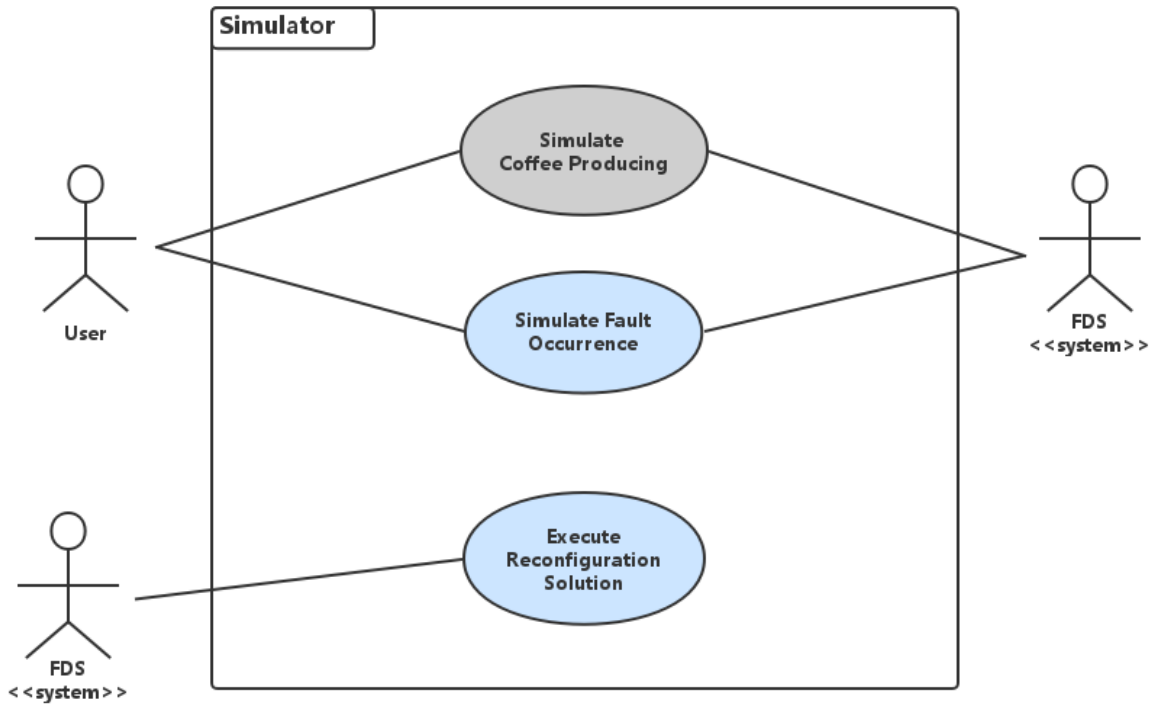 Simulator
Simulate
Coffee Producing
Simulate Fault
Occurrence
User
FDS
<<system>>
Execute
Reconfiguration
Solution
FDS
<<system>>